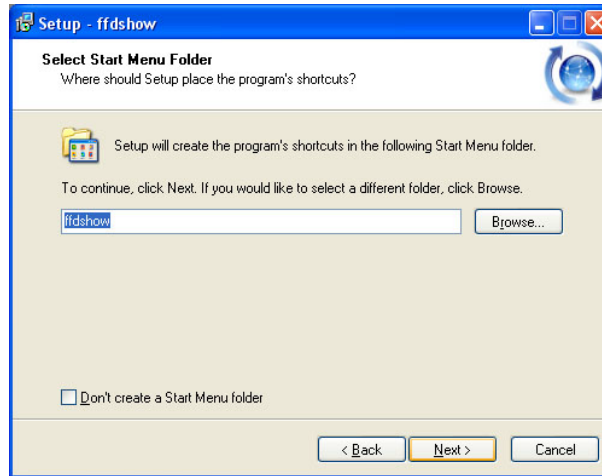 Setup - ffdshow
Select Start Menu Folder
Where should Setup place the program's shortcuts?
Setup will create the program's shortcuts in the following Start Menu folder.
To continue, click Next. If you would like to select a different folder, click Browse.
ffdshow
Browse...
Don't create a Start Menu folder
< Back
Next >
Cancel